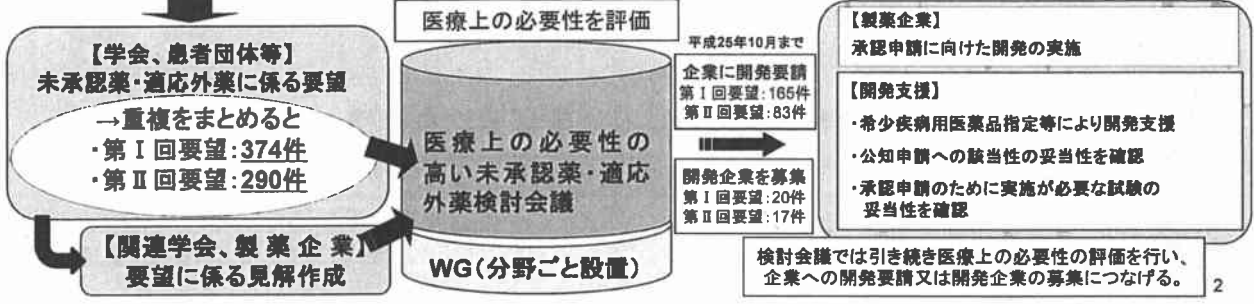 【学会、患者団体等】
未承認薬・適応外薬に係る要望
→重複をまとめると
・第Ⅰ回要望:374件
・第Ⅱ回要望:290件
【関連学会、製薬企業】
要望に係る見解作成
医療上の必要性を評価
医療上の必要性の
高い未承認薬・適応
外薬検討会議
WG(分野ごと設置)
平成25年10月まで
企業に開発要請
第Ⅰ回要望:165件
第Ⅱ回要望:83件
開発企業を募集
第Ⅰ回要望:20件
第Ⅱ回要望:17件
【製薬企業】
承認申請に向けた開発の実施
【開発支援】
・希少疾病用医薬品指定等により開発支援
・公知申請への該当性の妥当性を確認
・承認申請のために実施が必要な試験の
妥当性を確認
検討会議では引き続き医療上の必要性の評価を行い、
企業への開発要請又は開発企業の募集につなげる。
2